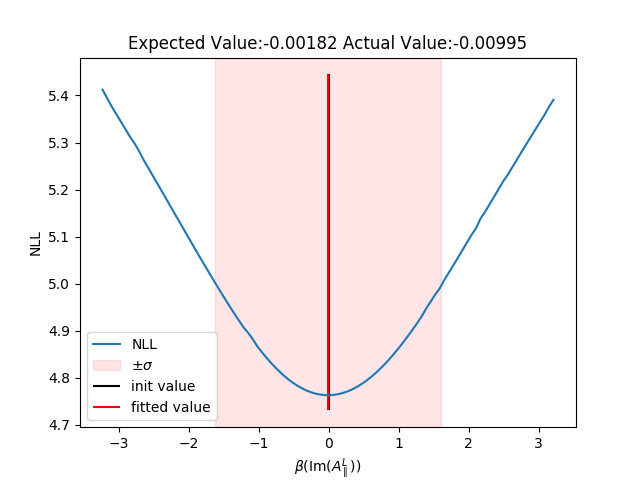 Expected Value:-0.00182 Actual Value:-0.00995
NLL
5.4
5.3
5.2
5.1
5.0
4.9
4.8
4.7
NLL
±σ
init value
fitted value
−3 −2 −1 0 1 2 3
β(Im(A^L_∥))